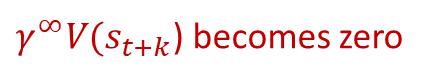 γ^∞ V(s_{t+k}) becomes zero